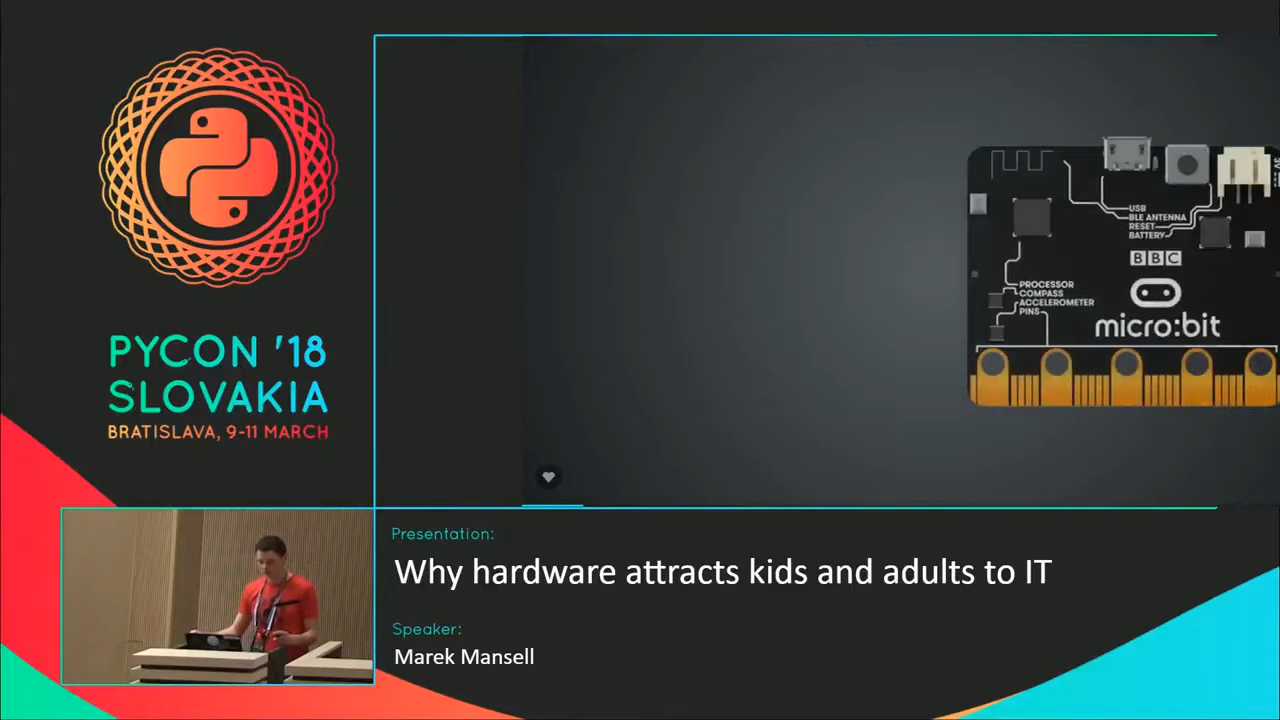 PYCON '18
SLOVAKIA
BRATISLAVA, 9-11 MARCH
USB
BLE ANTENNA
RESET
BATTERY
BBC
PROCESSOR
COMPASS
ACCELEROMETER
PINS
micro:bit
3V
Presentation:
Why hardware attracts kids and adults to IT
Speaker:
Marek Mansell